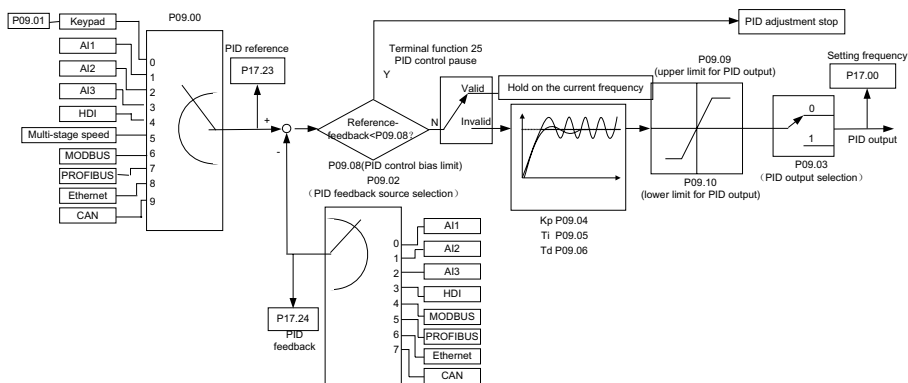 P09.01
Keypad
AI1
AI2
AI3
HDI
Multi-stage speed
MODBUS
PROFIBUS
Ethernet
CAN
P09.00
0
1
2
3
4
5
6
7
8
9
PID reference
P17.23
+
-
Terminal function 25
PID control pause
Y
Reference-
feedback<P09.08?
N
P09.08(PID control bias limit)
Valid
Invalid
Hold on the current frequency
PID adjustment stop
Kp P09.04
Ti P09.05
Td P09.06
P09.09
(upper limit for PID output)
P09.10
(lower limit for PID output)
0
1
P09.03
(PID output selection)
Setting frequency
P17.00
PID output
P09.02
(PID feedback source selection)
0
1
2
3
4
5
6
7
AI1
AI2
AI3
HDI
MODBUS
PROFIBUS
Ethernet
CAN
P17.24
PID
feedback